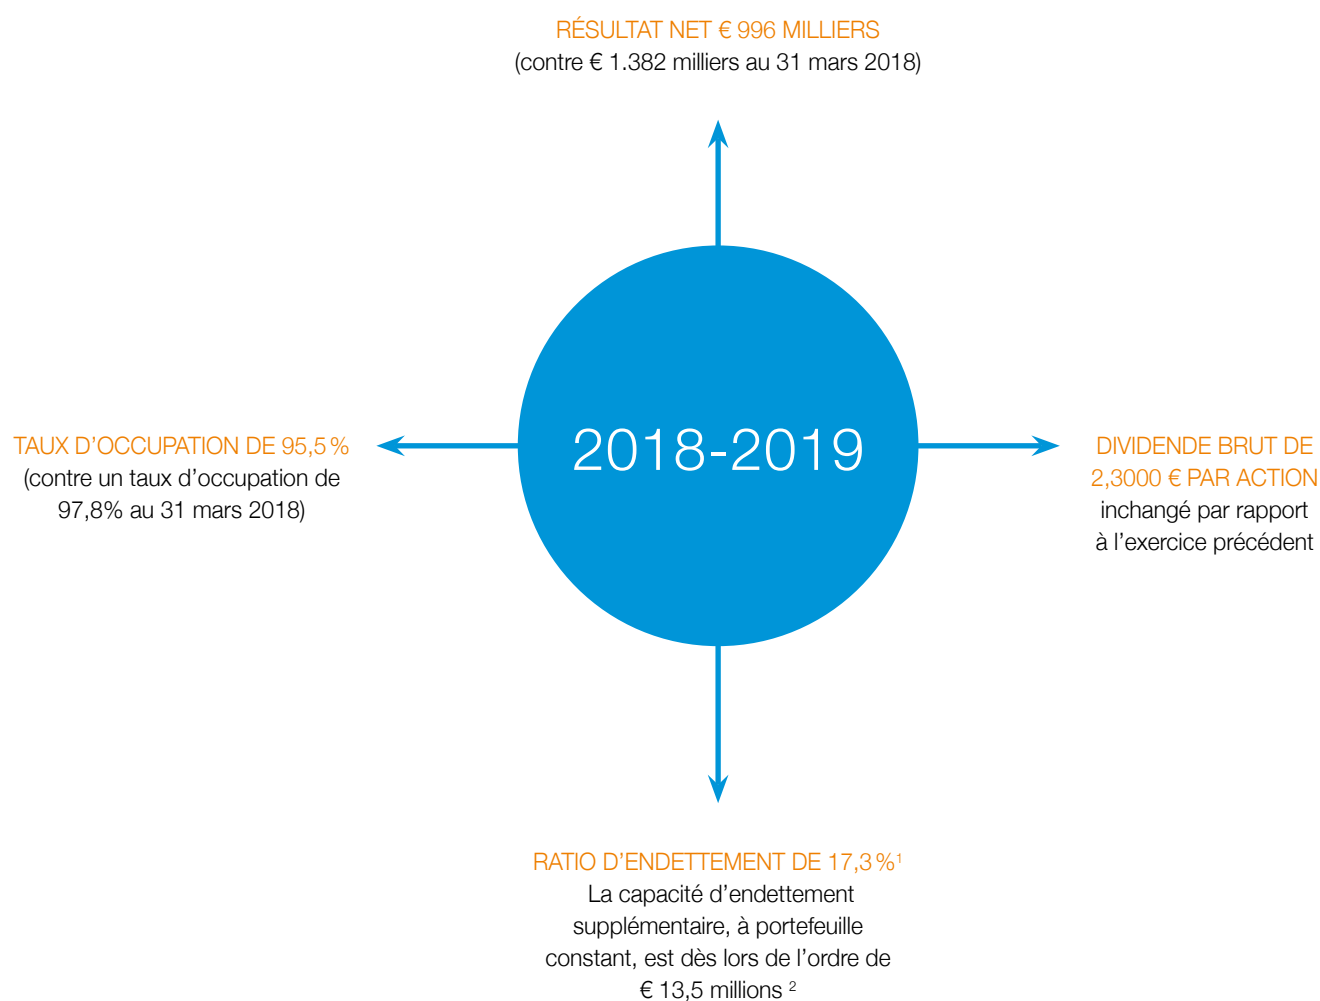 RÉSULTAT NET € 996 MILLIERS
(contre € 1.382 milliers au 31 mars 2018)
TAUX D’OCCUPATION DE 95,5 %
(contre un taux d’occupation de
97,8% au 31 mars 2018)
2018-2019
DIVIDENDE BRUT DE
2,3000 € PAR ACTION
inchangé par rapport
à l’exercice précédent
RATIO D’ENDETTEMENT DE 17,3 %¹
La capacité d’endettement
supplémentaire, à portefeuille
constant, est dès lors de l’ordre de
€ 13,5 millions ²